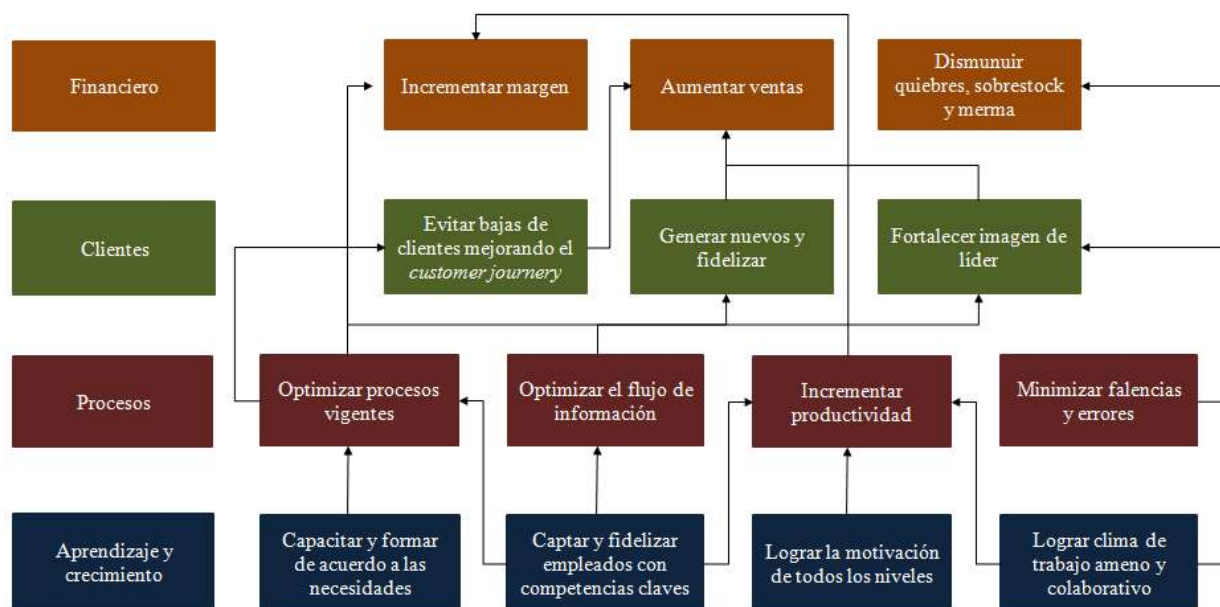 Financiero
Incrementar margen
Aumentar ventas
Dismunuir
quiebres, sobrestock
y merma
Clientes
Evitar bajas de
clientes mejorando el
customer journery
Generar nuevos y
fidelizar
Fortalecer imagen de
líder
Procesos
Optimizar procesos
vigentes
Optimizar el flujo de
información
Incrementar
productividad
Minimizar falencias
y errores
Aprendizaje y
crecimiento
Capacitar y formar
de acuerdo a las
necesidades
Captar y fidelizar
empleados con
competencias claves
Lograr la motivación
de todos los niveles
Lograr clima de
trabajo ameno y
colaborativo